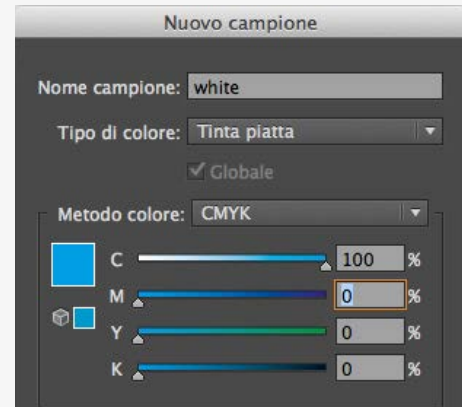 Nuovo campione
Nome campione: white
Tipo di colore: Tinta piatta
Globale
Metodo colore: CMYK
C 100 %
M 0 %
Y 0 %
K 0 %